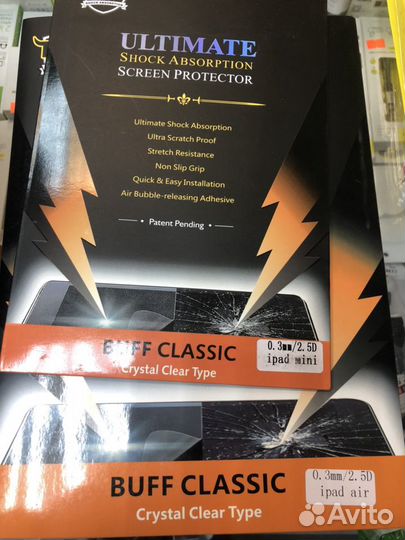 ULTIMATE
SHOCK ABSORPTION
SCREEN PROTECTOR
Ultimate Shock Absorption
Ultra Scratch Proof
Stretch Resistance
Non Slip Grip
Quick & Easy Installation
Air Bubble-releasing Adhesive
Patent Pending
BUFF CLASSIC
Crystal Clear Type
0.3mm/2.5D
ipad mini
BUFF CLASSIC
Crystal Clear Type
0.3mm/2.5D
ipad air
Avito